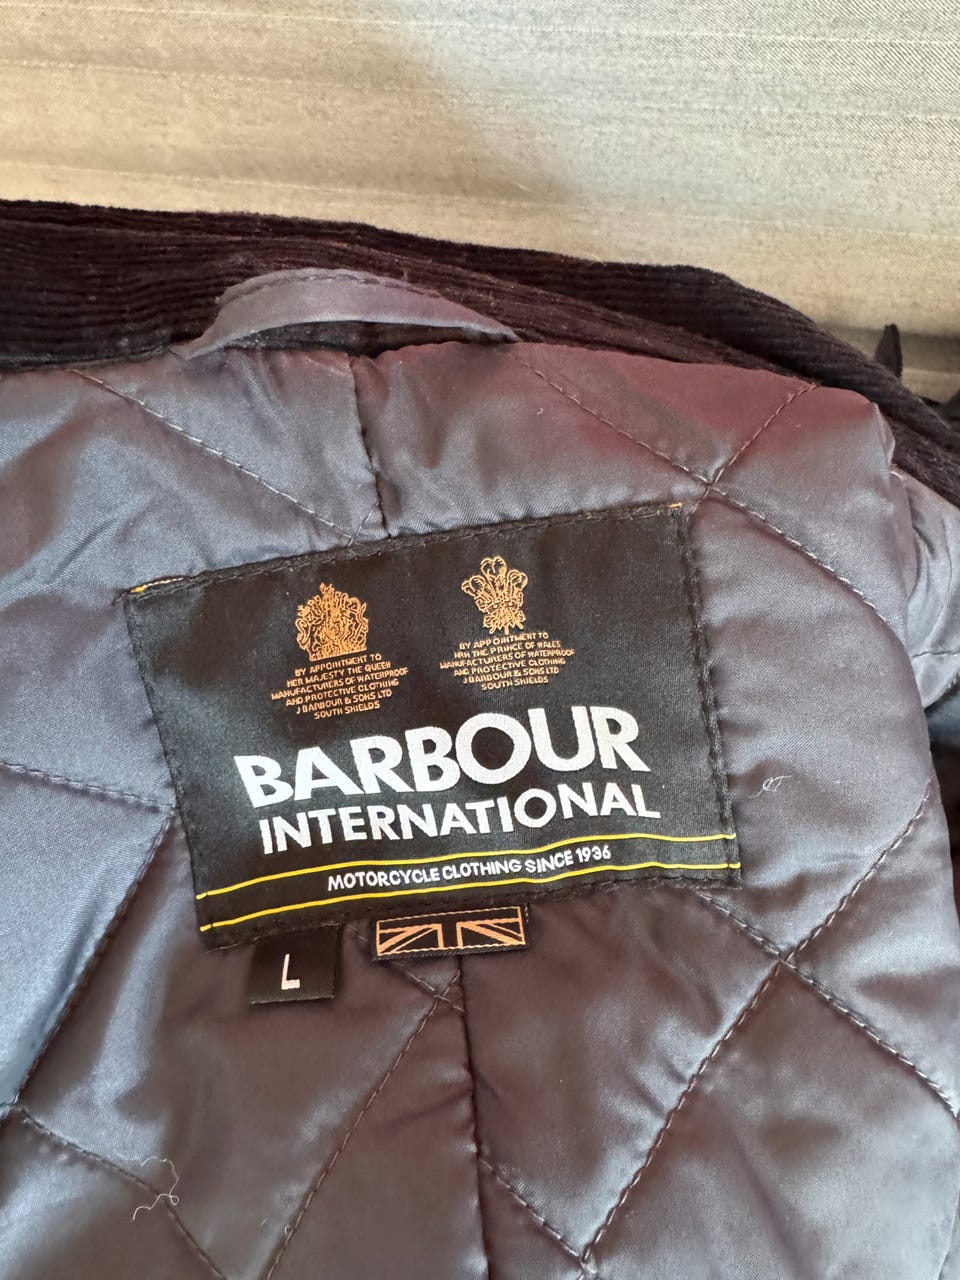 BY APPOINTMENT TO
HER MAJESTY THE QUEEN
MANUFACTURERS OF WATERPROOF
AND PROTECTIVE CLOTHING
J BARBOUR & SONS LTD
SOUTH SHIELDS
BY APPOINTMENT TO
HRH THE PRINCE OF WALES
MANUFACTURERS OF WATERPROOF
AND PROTECTIVE CLOTHING
J BARBOUR & SONS LTD
SOUTH SHIELDS
BARBOUR
INTERNATIONAL
MOTORCYCLE CLOTHING SINCE 1936
L